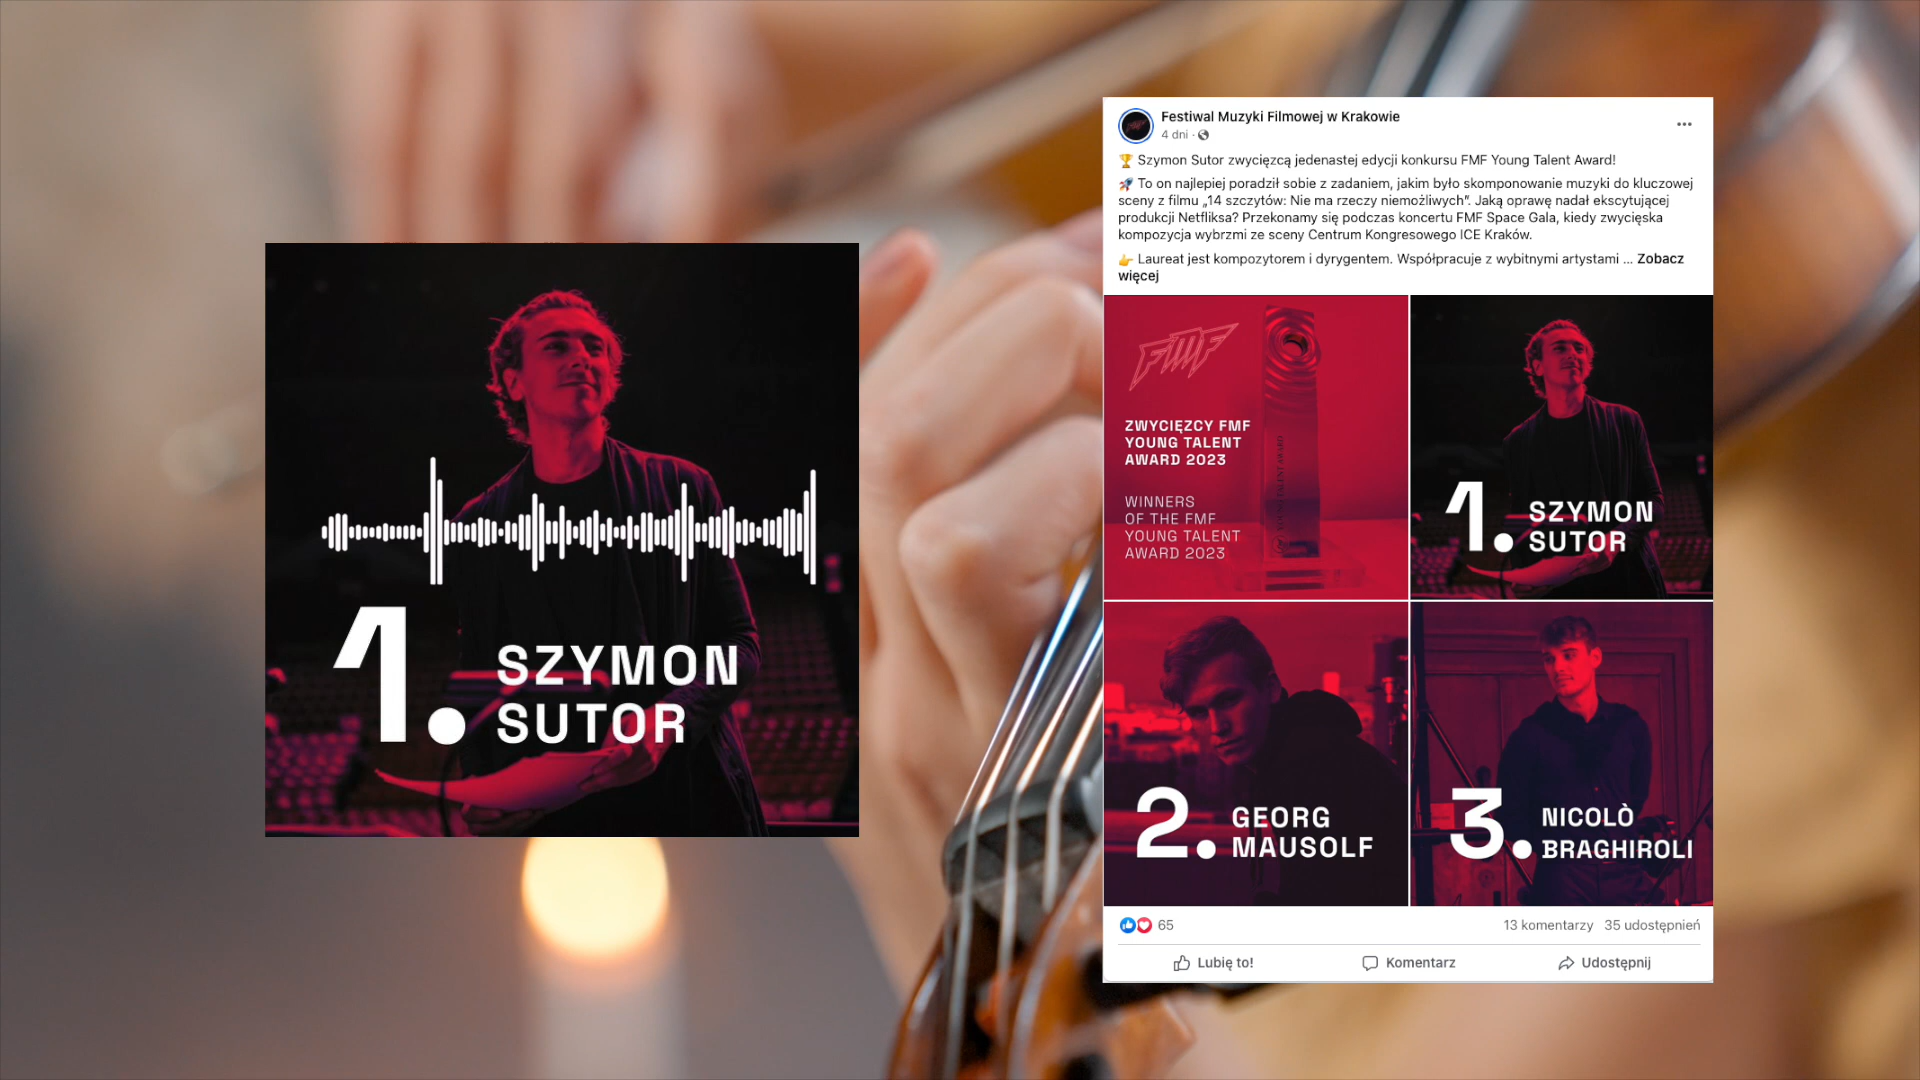 1. SZYMON
SUTOR
Festiwal Muzyki Filmowej w Krakowie
4 dni ·
🏆 Szymon Sutor zwycięzcą jedenastej edycji konkursu FMF Young Talent Award!
🚀 To on najlepiej poradził sobie z zadaniem, jakim było skomponowanie muzyki do kluczowej
sceny z filmu „14 szczytów: Nie ma rzeczy niemożliwych”. Jaką oprawę nadał ekscytującej
produkcji Netfliksa? Przekonamy się podczas koncertu FMF Space Gala, kiedy zwycięska
kompozycja wybrzmi ze sceny Centrum Kongresowego ICE Kraków.
👉 Laureat jest kompozytorem i dyrygentem. Współpracuje z wybitnymi artystami ... Zobacz
więcej
FMF
ZWYCIĘZCY FMF
YOUNG TALENT
AWARD 2023
WINNERS
OF THE FMF
YOUNG TALENT
AWARD 2023
YOUNG TALENT AWARD
1. SZYMON
SUTOR
2. GEORG
MAUSOLF
3. NICOLÒ
BRAGHIROLI
65
13 komentarzy 35 udostępnień
Lubię to! Komentarz Udostępnij